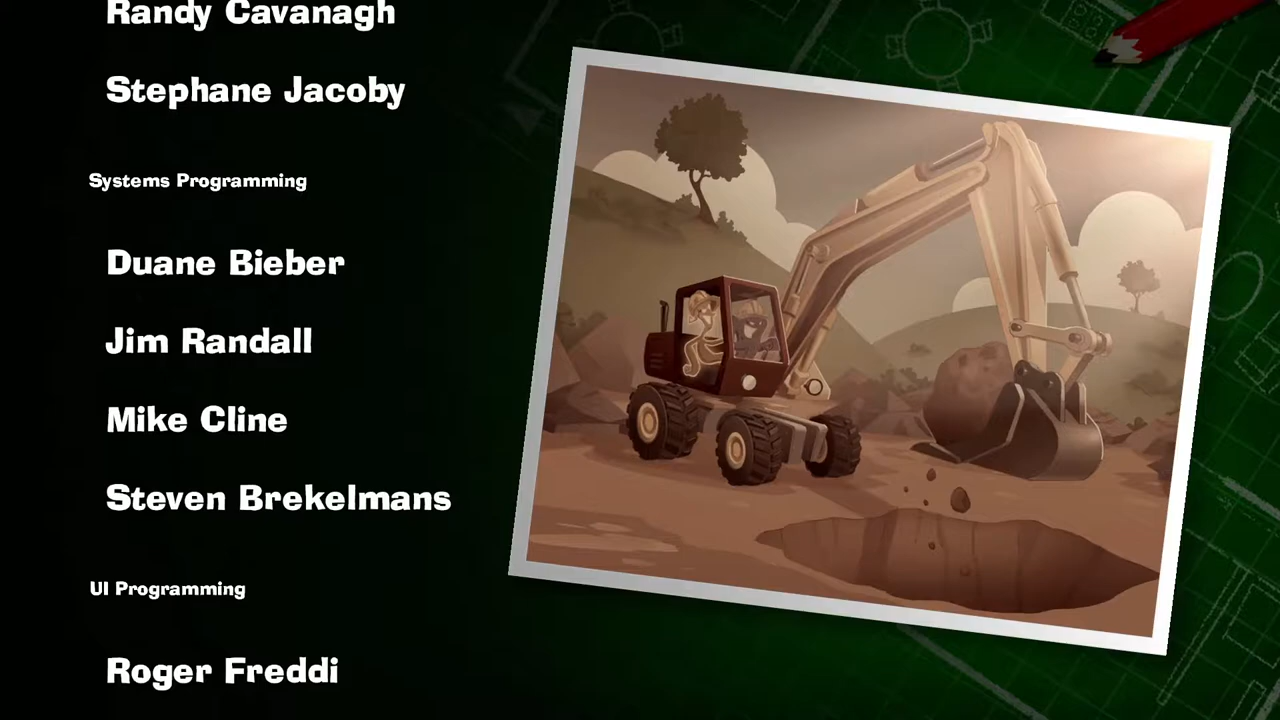 Randy Cavanagh
Stephane Jacoby
Systems Programming
Duane Bieber
Jim Randall
Mike Cline
Steven Brekelmans
UI Programming
Roger Freddi